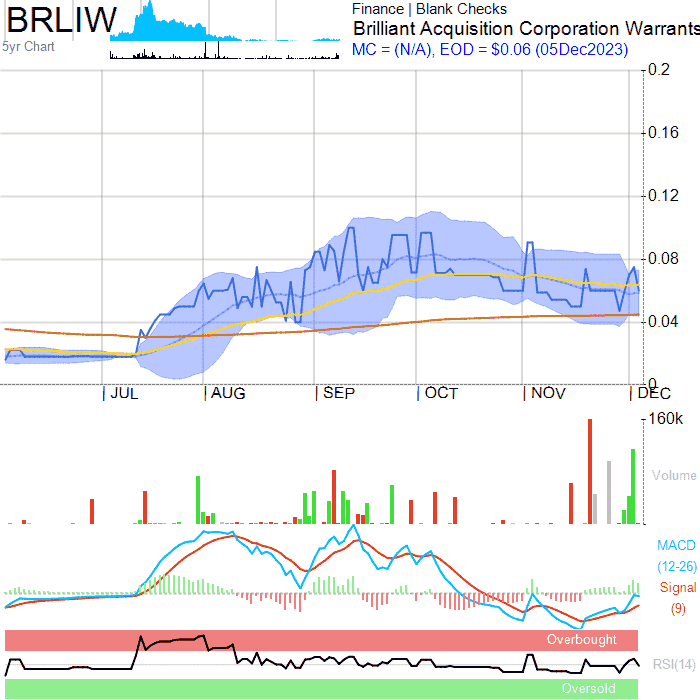 BRLIW
5yr Chart
Finance | Blank Checks
Brilliant Acquisition Corporation Warrants
MC = (N/A), EOD = $0.06 (05Dec2023)
0.2
0.16
0.12
0.08
0.04
0
JUL
AUG
SEP
OCT
NOV
DEC
160k
Volume
MACD
(12-26)
Signal
(9)
Overbought
RSI(14)
Oversold